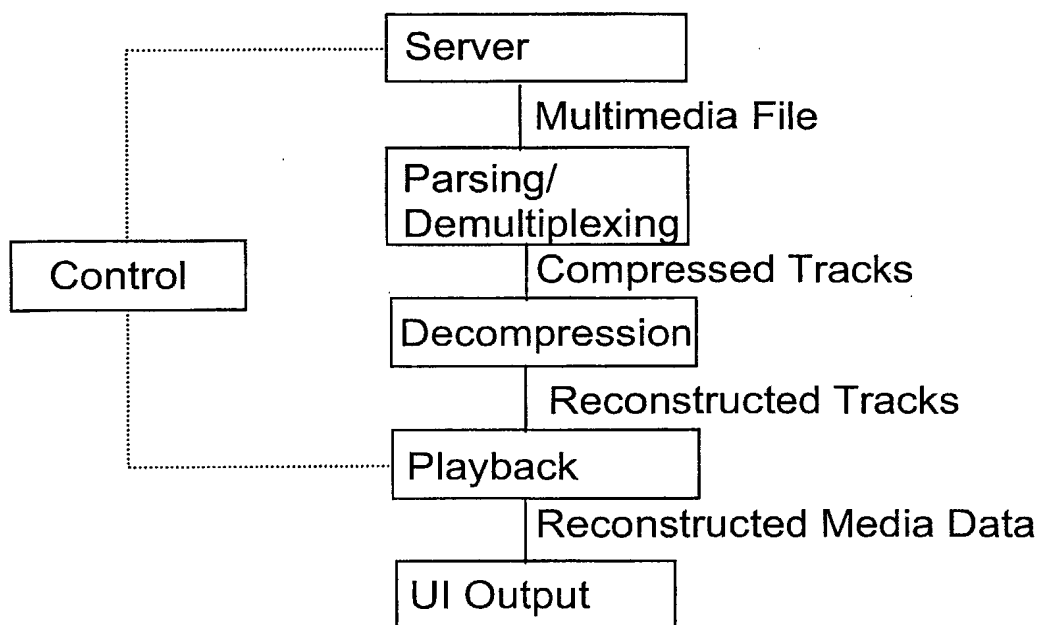 Server
Multimedia File
Parsing/
Demultiplexing
Compressed Tracks
Control
Decompression
Reconstructed Tracks
Playback
Reconstructed Media Data
UI Output